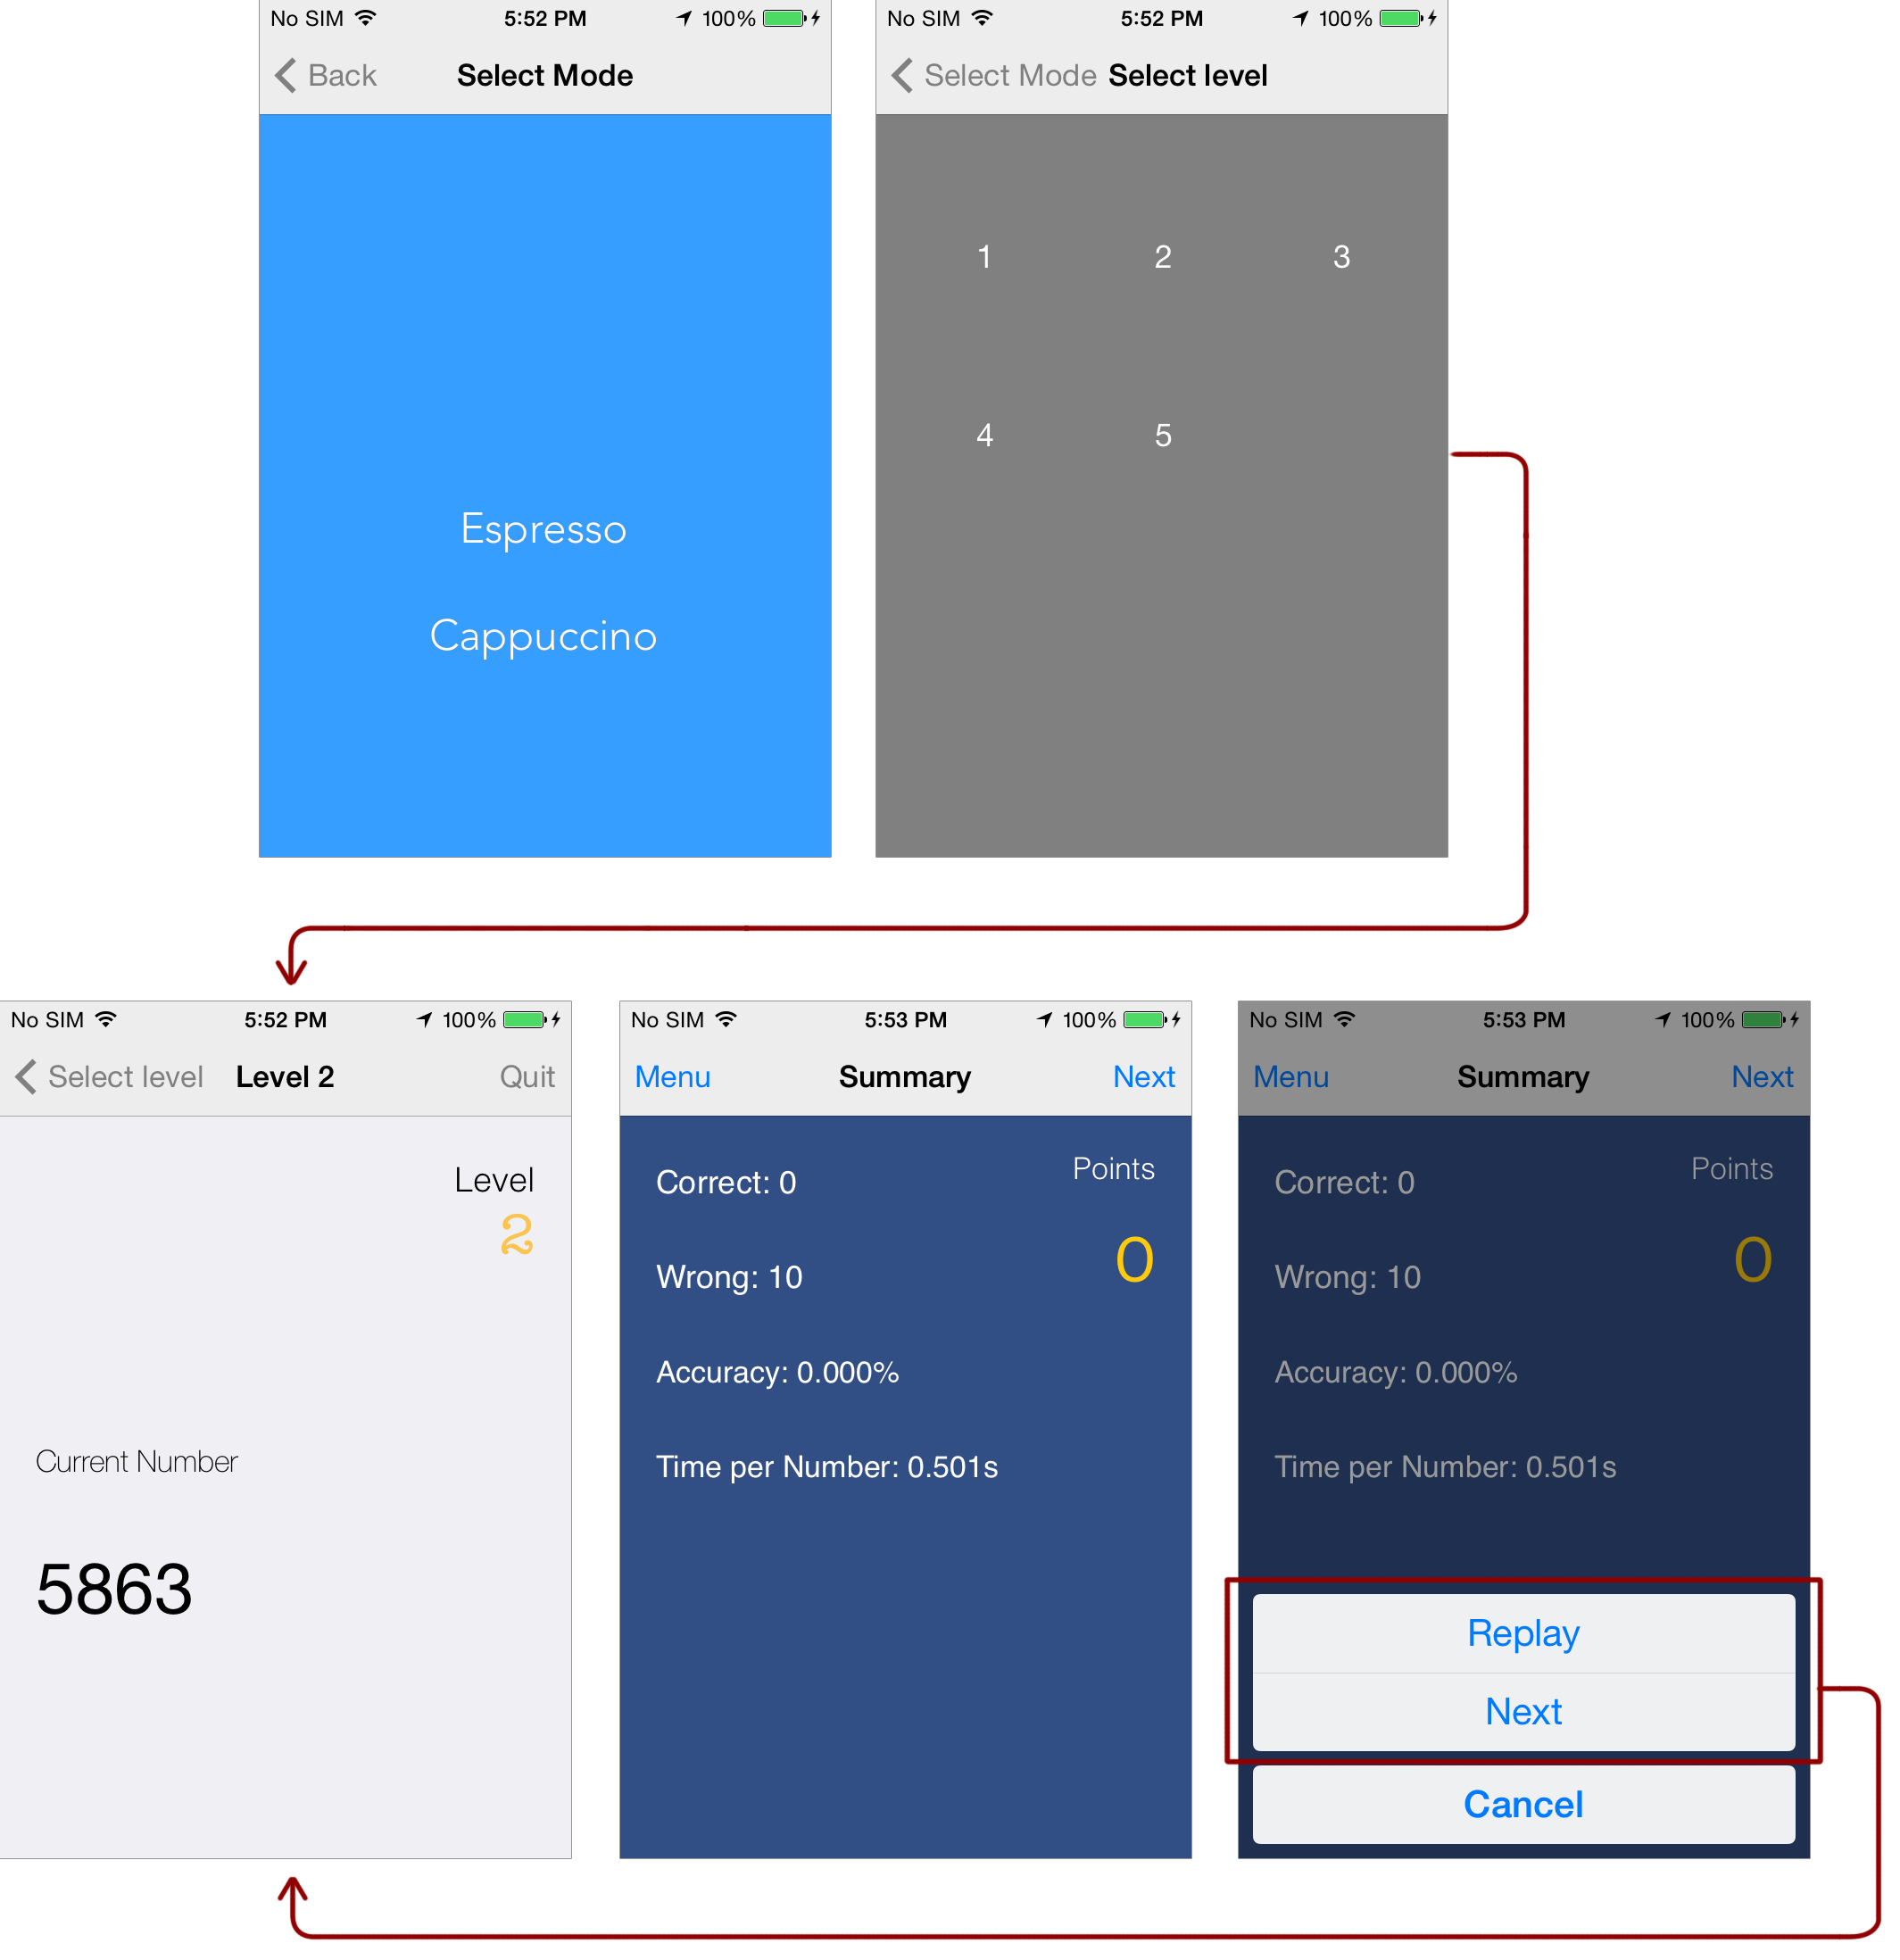 No SIM 5:52 PM 100%
Back Select Mode
Espresso
Cappuccino
No SIM 5:52 PM 100%
Select Mode Select level
1 2 3
4 5
No SIM 5:52 PM 100%
Select level Level 2 Quit
Level
2
Current Number
5863
No SIM 5:53 PM 100%
Menu Summary Next
Points
Correct: 0
0
Wrong: 10
Accuracy: 0.000%
Time per Number: 0.501s
No SIM 5:53 PM 100%
Menu Summary Next
Points
Correct: 0
0
Wrong: 10
Accuracy: 0.000%
Time per Number: 0.501s
Replay
Next
Cancel